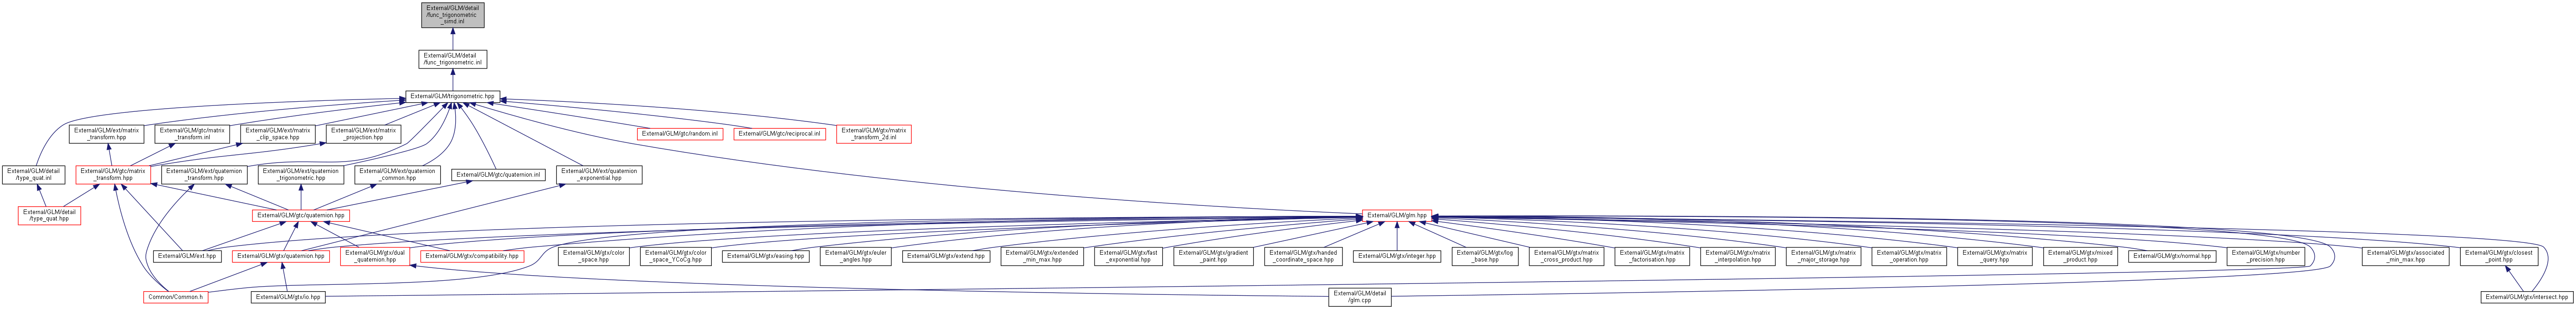 External/GLM/detail
/func_trigonometric
_simd.inl
External/GLM/detail
/func_trigonometric.inl
External/GLM/trigonometric.hpp
External/GLM/ext/matrix
_transform.hpp
External/GLM/gtc/matrix
_transform.inl
External/GLM/ext/matrix
_clip_space.hpp
External/GLM/ext/matrix
_projection.hpp
External/GLM/gtc/random.inl
External/GLM/gtc/reciprocal.inl
External/GLM/gtx/matrix
_transform_2d.inl
External/GLM/detail
/type_quat.inl
External/GLM/gtc/matrix
_transform.hpp
External/GLM/ext/quaternion
_transform.hpp
External/GLM/ext/quaternion
_trigonometric.hpp
External/GLM/ext/quaternion
_common.hpp
External/GLM/gtc/quaternion.inl
External/GLM/ext/quaternion
_exponential.hpp
External/GLM/detail
/type_quat.hpp
External/GLM/gtc/quaternion.hpp
External/GLM/glm.hpp
External/GLM/ext.hpp
External/GLM/gtx/quaternion.hpp
External/GLM/gtx/dual
_quaternion.hpp
External/GLM/gtx/compatibility.hpp
External/GLM/gtx/color
_space.hpp
External/GLM/gtx/color
_space_YCoCg.hpp
External/GLM/gtx/easing.hpp
External/GLM/gtx/euler
_angles.hpp
External/GLM/gtx/extend.hpp
External/GLM/gtx/extended
_min_max.hpp
External/GLM/gtx/fast
_exponential.hpp
External/GLM/gtx/gradient
_paint.hpp
External/GLM/gtx/handed
_coordinate_space.hpp
External/GLM/gtx/integer.hpp
External/GLM/gtx/log
_base.hpp
External/GLM/gtx/matrix
_cross_product.hpp
External/GLM/gtx/matrix
_factorisation.hpp
External/GLM/gtx/matrix
_interpolation.hpp
External/GLM/gtx/matrix
_major_storage.hpp
External/GLM/gtx/matrix
_operation.hpp
External/GLM/gtx/matrix
_query.hpp
External/GLM/gtx/mixed
_product.hpp
External/GLM/gtx/normal.hpp
External/GLM/gtx/number
_precision.hpp
External/GLM/gtx/associated
_min_max.hpp
External/GLM/gtx/closest
_point.hpp
Common/Common.h
External/GLM/gtx/io.hpp
External/GLM/detail
/glm.cpp
External/GLM/gtx/intersect.hpp